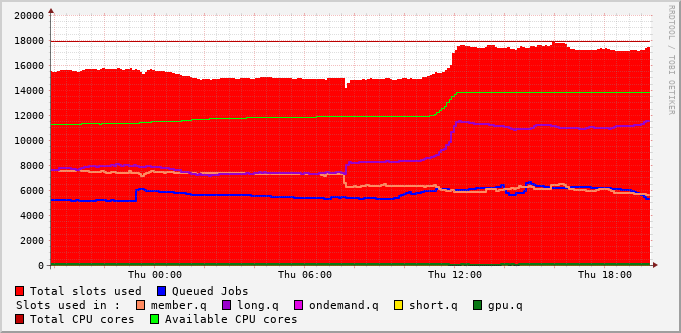 RRDTOOL / TOBI OETIKER
20000
18000
16000
14000
12000
10000
8000
6000
4000
2000
0
Thu 00:00 Thu 06:00 Thu 12:00 Thu 18:00
Total slots used Queued Jobs
Slots used in : member.q long.q ondemand.q short.q gpu.q
Total CPU cores Available CPU cores